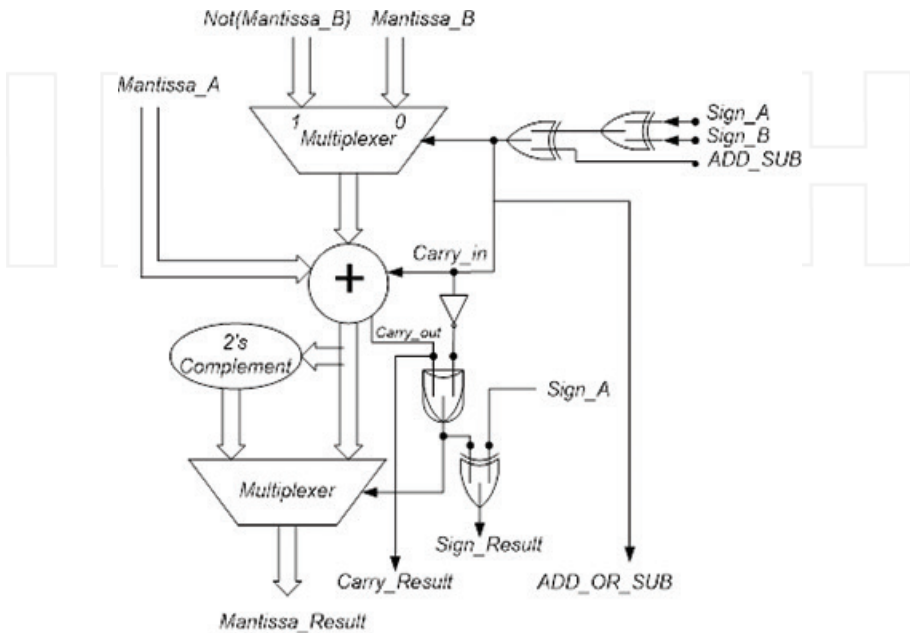 Not(Mantissa_B) Mantissa_B
Mantissa_A
1 0
Multiplexer
Sign_A
Sign_B
ADD_SUB
Carry_in
+
Carry_out
2's
Complement
Sign_A
Multiplexer
Sign_Result
Carry_Result
ADD_OR_SUB
Mantissa_Result